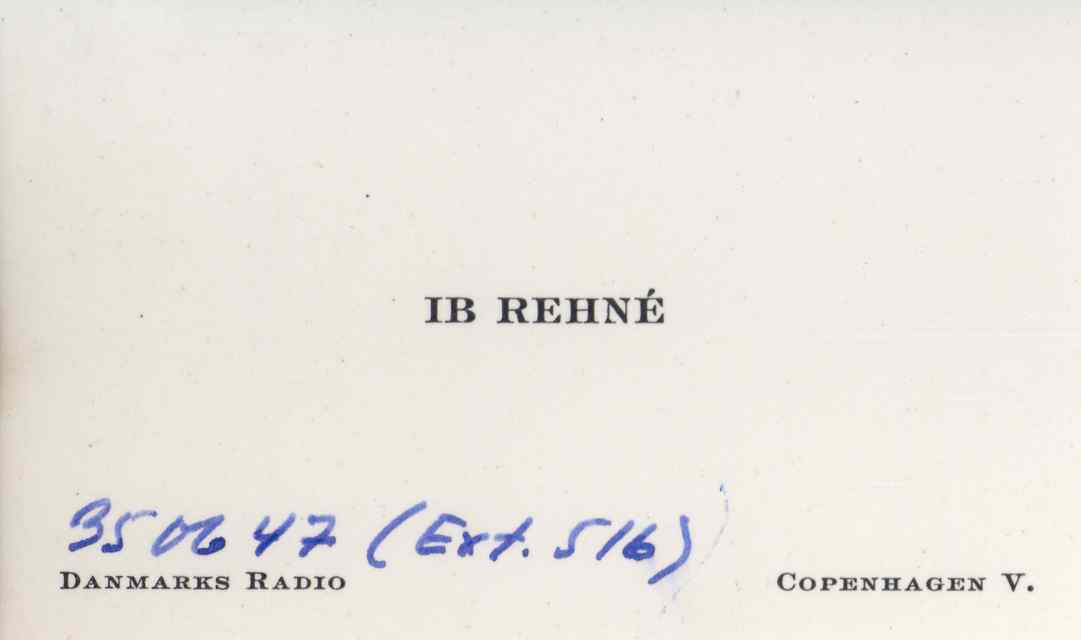 IB REHNÉ
350647 (Ext. 516)
DANMARKS RADIO
COPENHAGEN V.